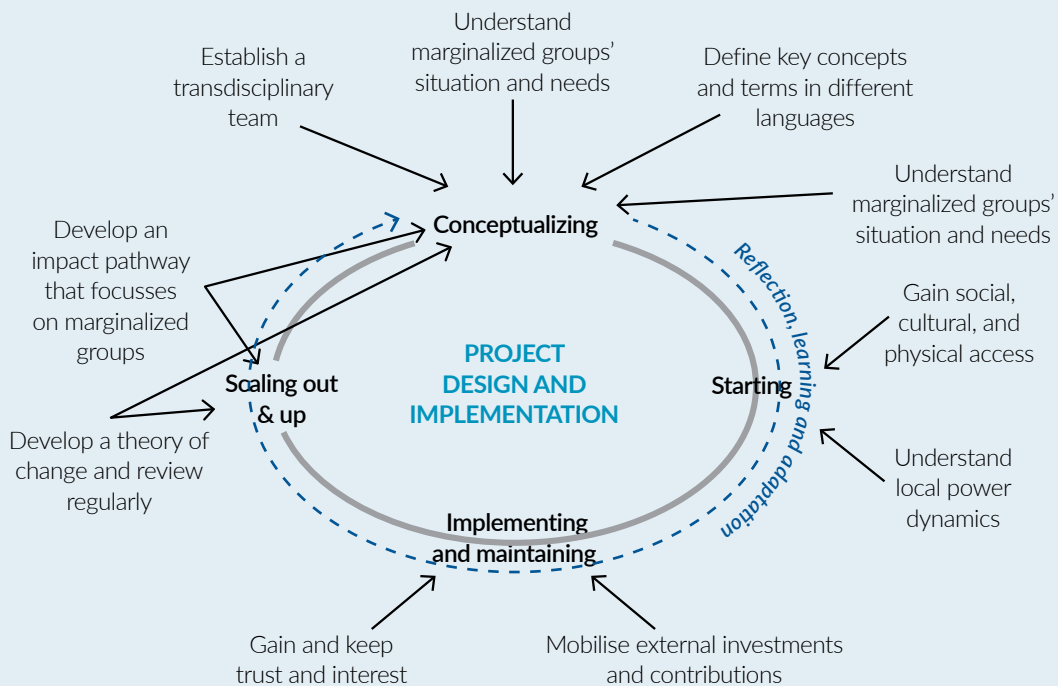 Understand
marginalized groups'
situation and needs
Establish a
transdisciplinary
team
Define key concepts
and terms in different
languages
Understand
marginalized groups'
situation and needs
Conceptualizing
Develop an
impact pathway
that focusses
on marginalized
groups
Reflection, learning and adaptation
Gain social,
cultural, and
physical access
PROJECT
DESIGN AND
IMPLEMENTATION
Scaling out
& up
Starting
Develop a theory of
change and review
regularly
Understand
local power
dynamics
Implementing
and maintaining
Gain and keep
trust and interest
Mobilise external investments
and contributions